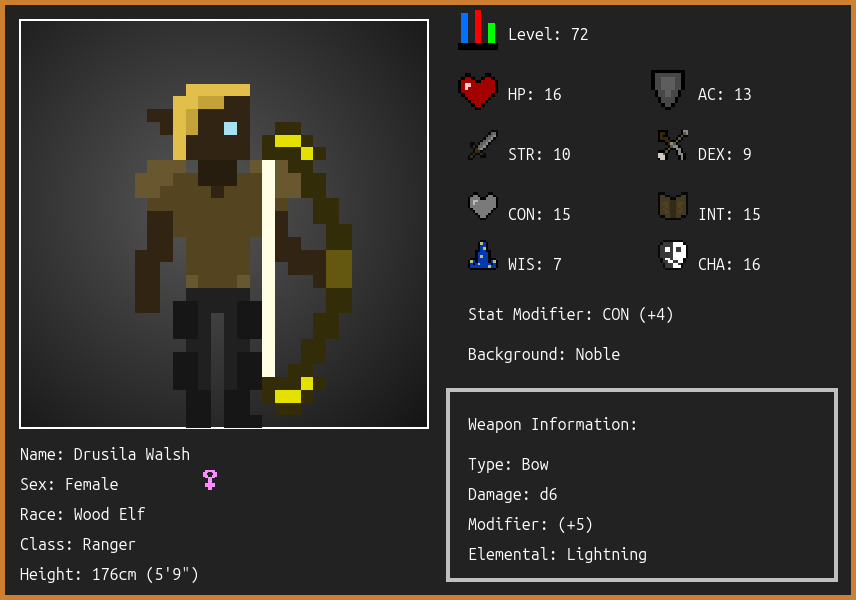 Level: 72
HP: 16
AC: 13
STR: 10
DEX: 9
CON: 15
INT: 15
WIS: 7
CHA: 16
Stat Modifier: CON (+4)
Background: Noble
Weapon Information:
Type: Bow
Damage: d6
Modifier: (+5)
Elemental: Lightning
Name: Drusila Walsh
Sex: Female
Race: Wood Elf
Class: Ranger
Height: 176cm (5'9")